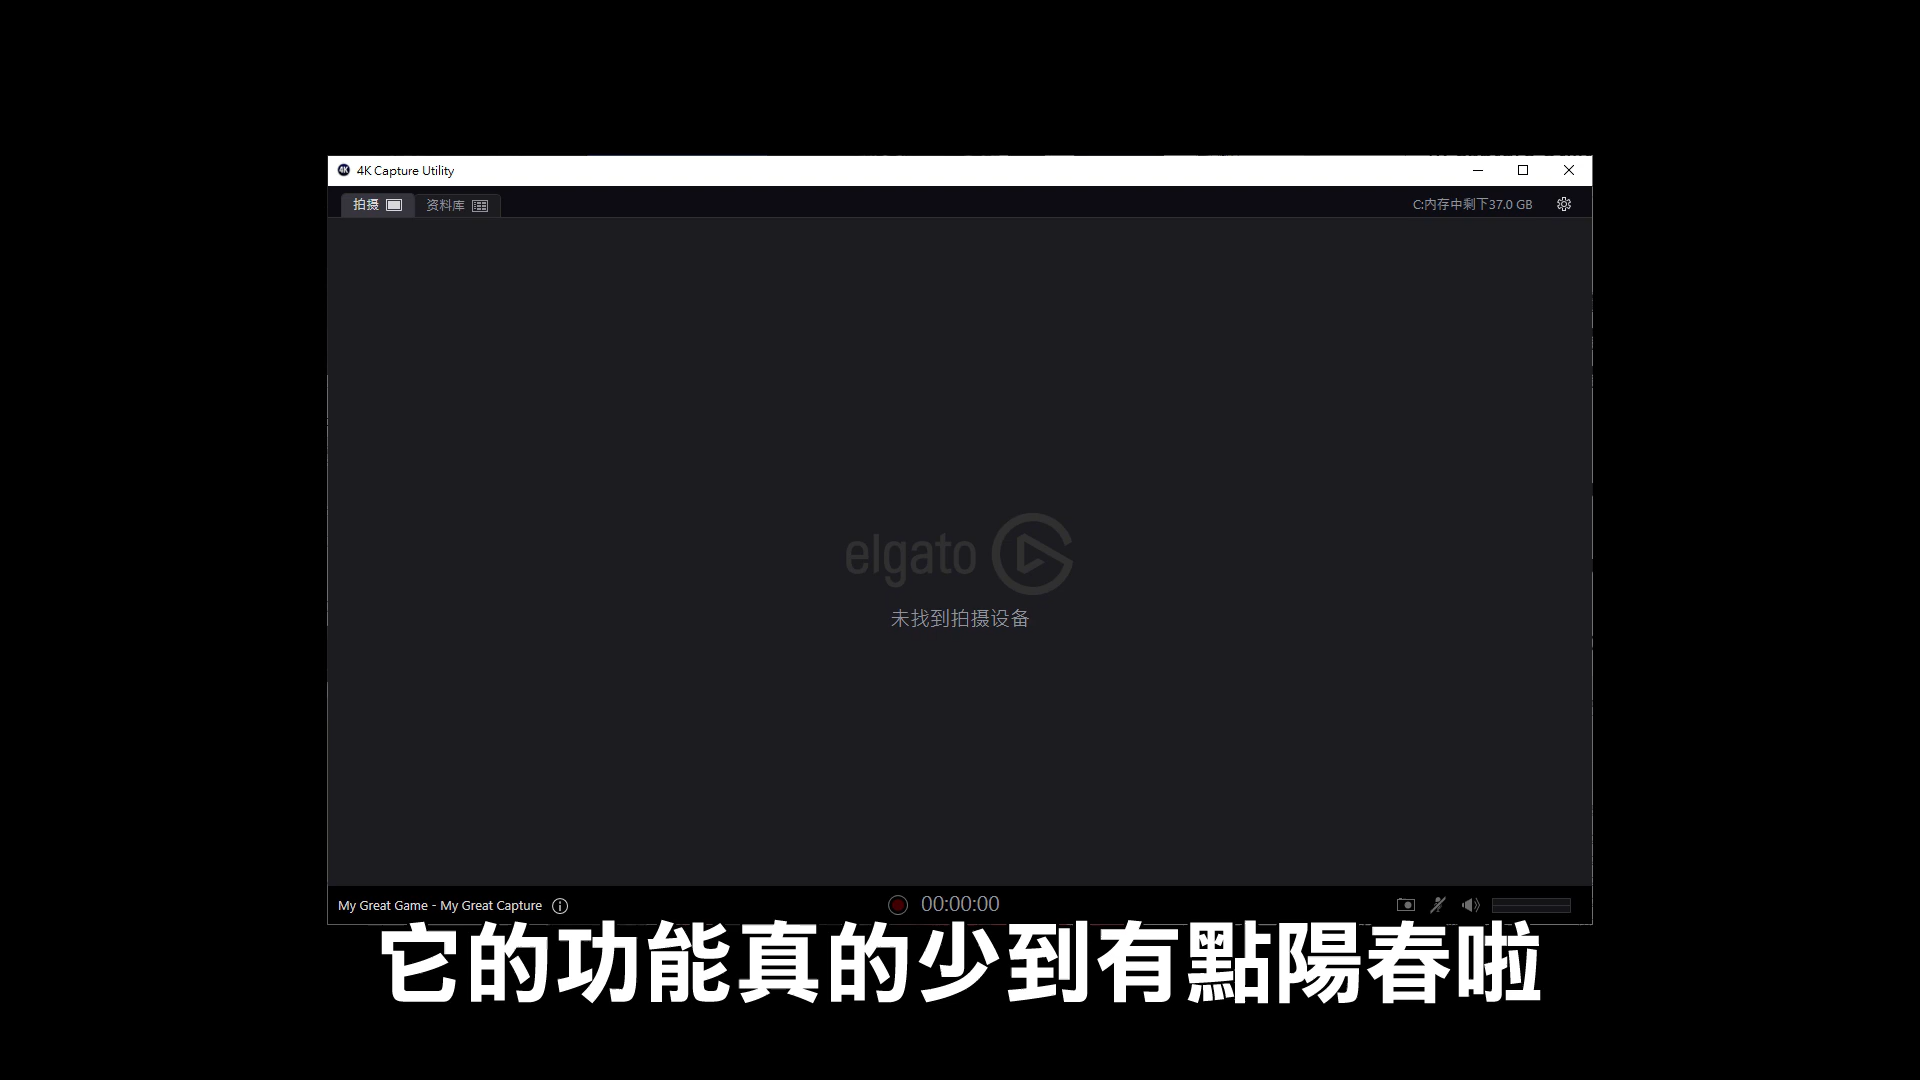 4K Capture Utility
拍摄
资料库
C:内存中剩下37.0 GB
elgato
未找到拍摄设备
My Great Game - My Great Capture
00:00:00
它的功能真的少到有點陽春啦